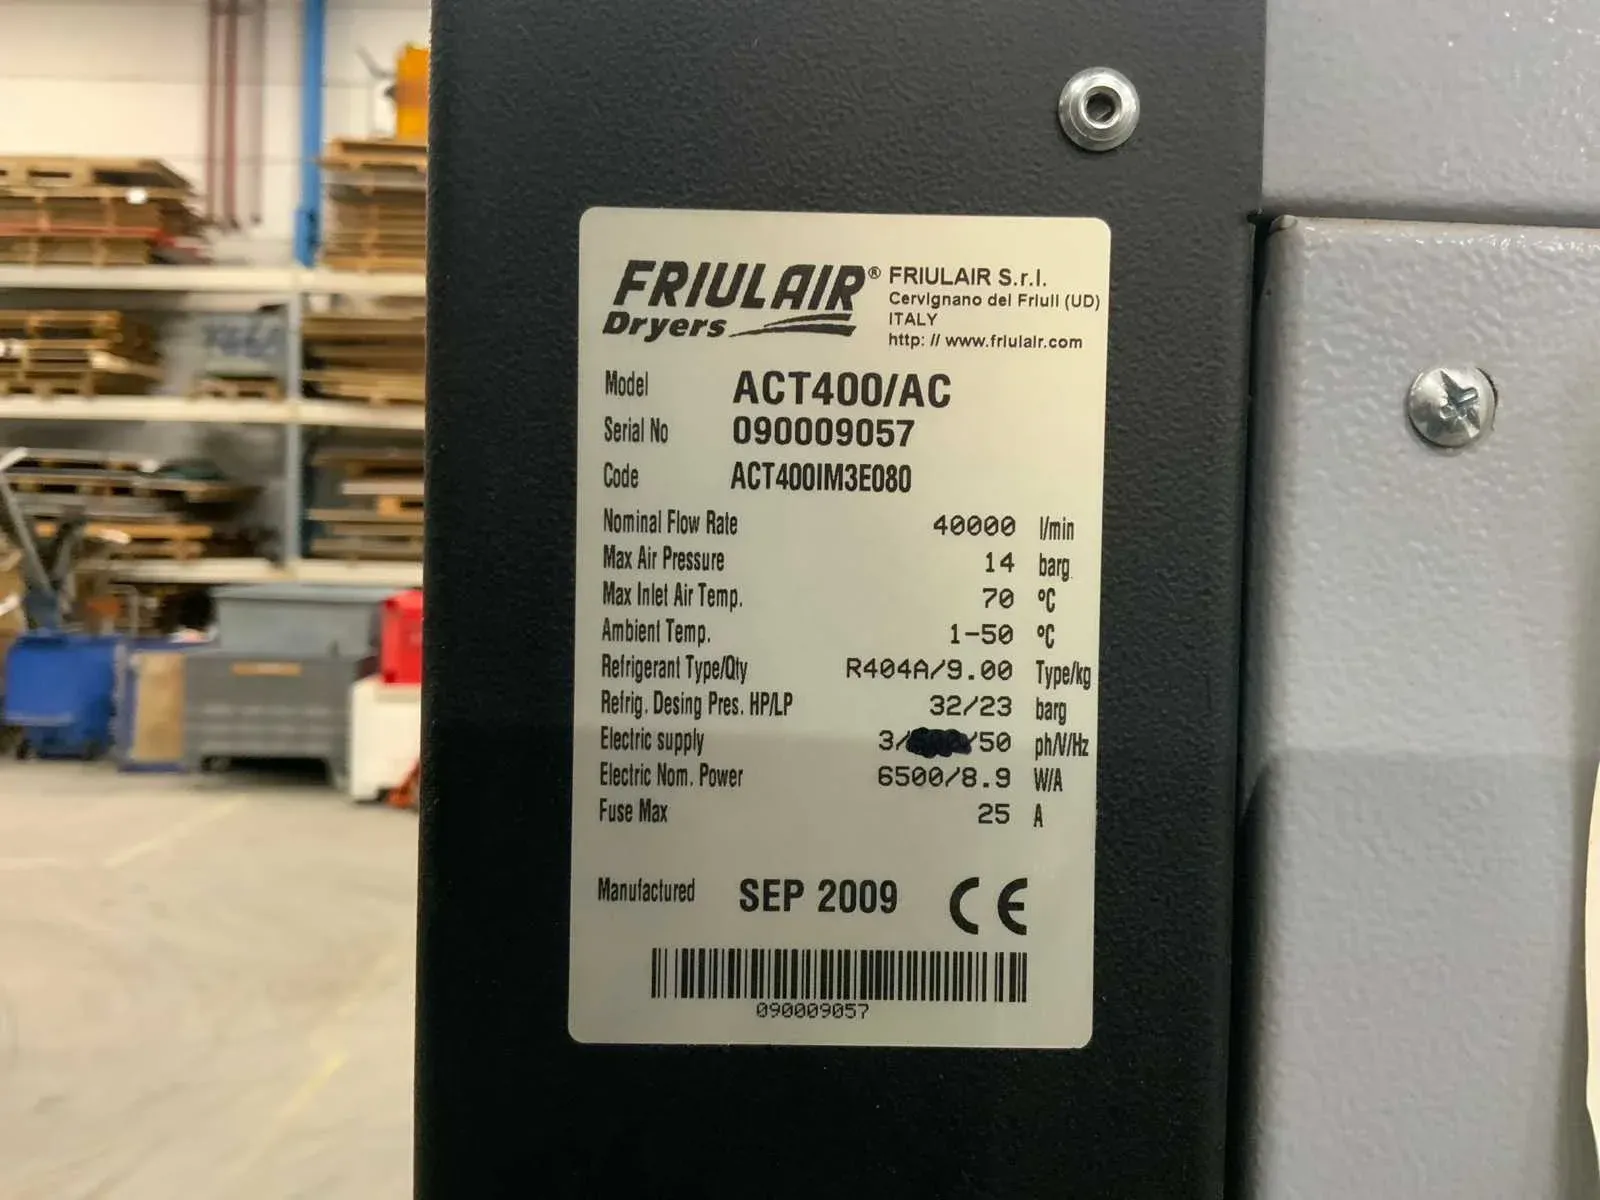 FRIULAIR® FRIULAIR S.r.l.
Dryers Cervignano del Friuli (UD)
ITALY
http: // www.friulair.com
Model ACT400/AC
Serial No 090009057
Code ACT400IM3E080
Nominal Flow Rate 40000 l/min
Max Air Pressure 14 barg
Max Inlet Air Temp. 70 °C
Ambient Temp. 1-50 °C
Refrigerant Type/Qty R404A/9.00 Type/kg
Refrig. Desing Pres. HP/LP 32/23 barg
Electric supply 3/ /50 ph/V/Hz
Electric Nom. Power 6500/8.9 W/A
Fuse Max 25 A
Manufactured SEP 2009 CE
090009057